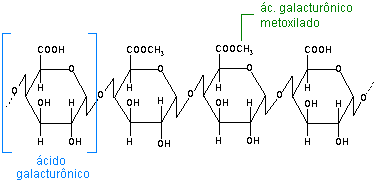 ác. galacturônico
metoxilado
COOH COOCH₃ COOCH₃ COOH
O O O O
H H H H
O O O O O
OH H OH H OH H OH H
H H H H
H OH H OH H OH H OH
ácido
galacturônico